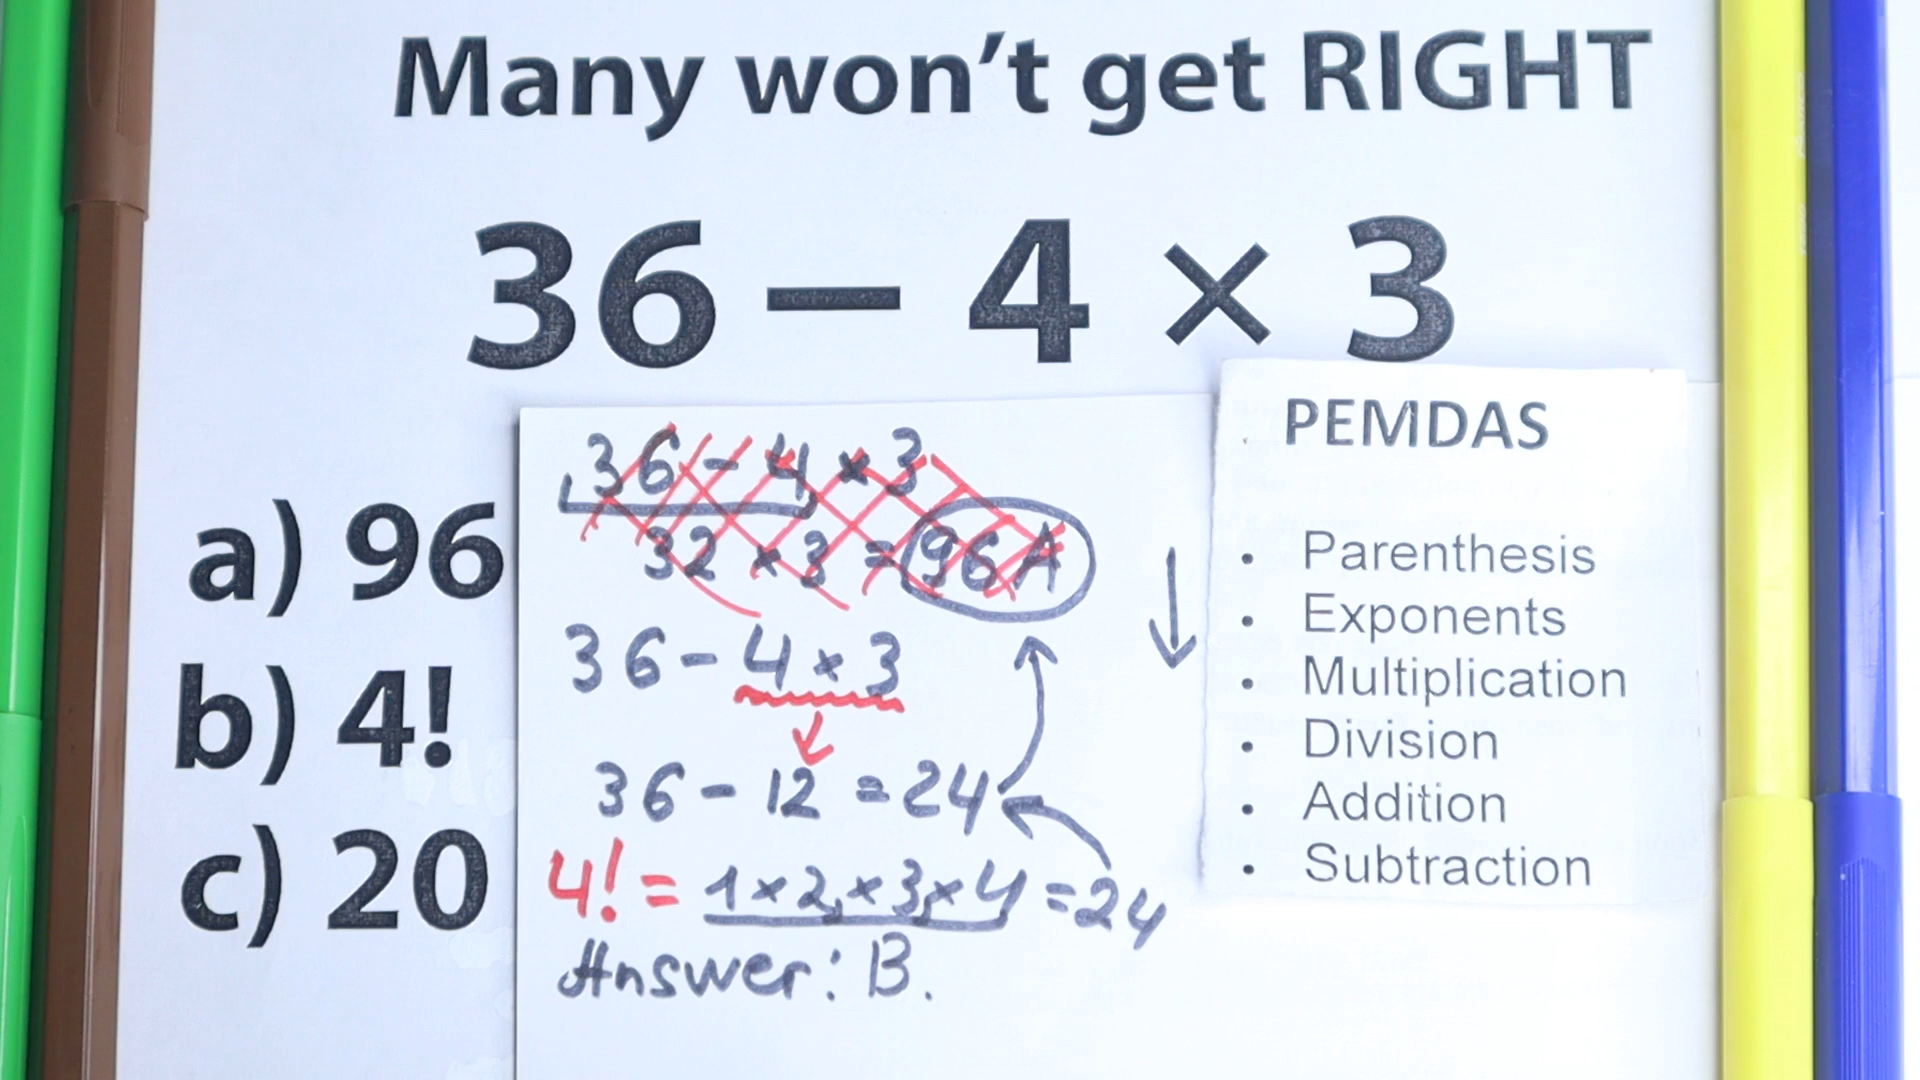 Many won't get RIGHT
36 – 4 × 3
a) 96
b) 4!
c) 20
36 - 4 × 3
32 × 3 = 96 A
36 - 4 × 3
36 - 12 = 24
4! = 1 × 2 × 3 × 4 = 24
Answer: B.
PEMDAS
• Parenthesis
• Exponents
• Multiplication
• Division
• Addition
• Subtraction